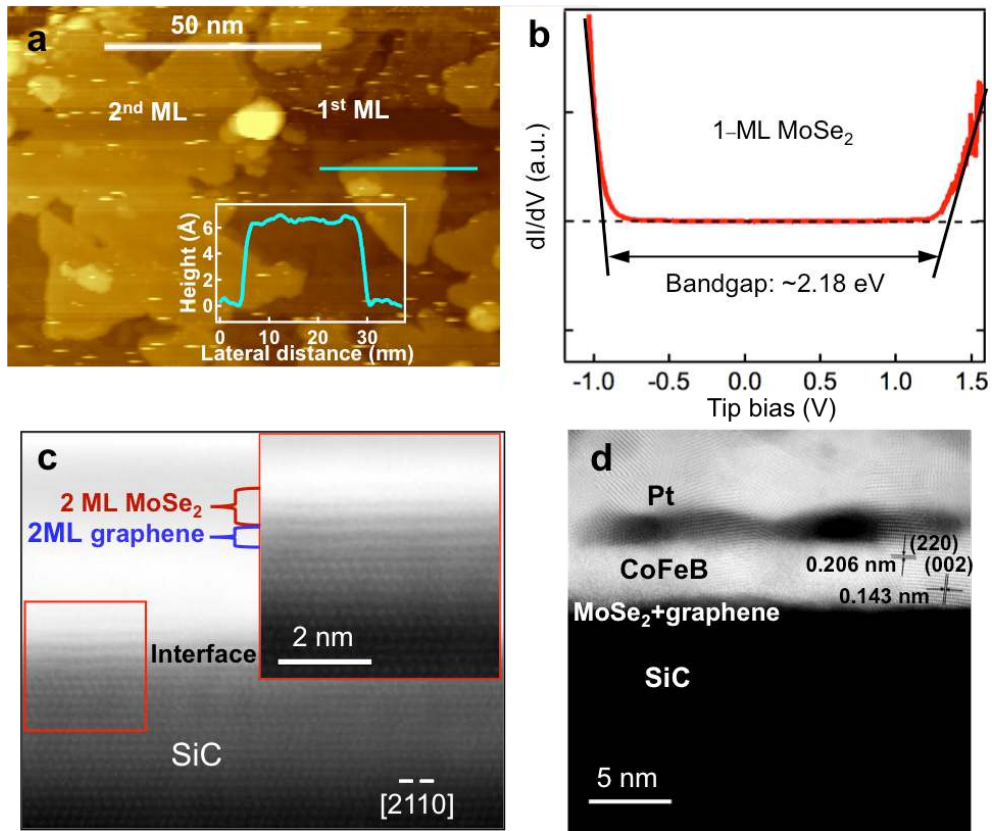 a
50 nm
2nd ML
1st ML
Height (Å)
6
4
2
0
0 10 20 30
Lateral distance (nm)
b
1–ML MoSe2
dI/dV (a.u.)
Bandgap: ~2.18 eV
-1.0 -0.5 0.0 0.5 1.0 1.5
Tip bias (V)
c
2 ML MoSe2
2ML graphene
2 nm
Interface
SiC
[2110]
d
Pt
(220)
CoFeB
0.206 nm
(002)
0.143 nm
MoSe2+graphene
SiC
5 nm